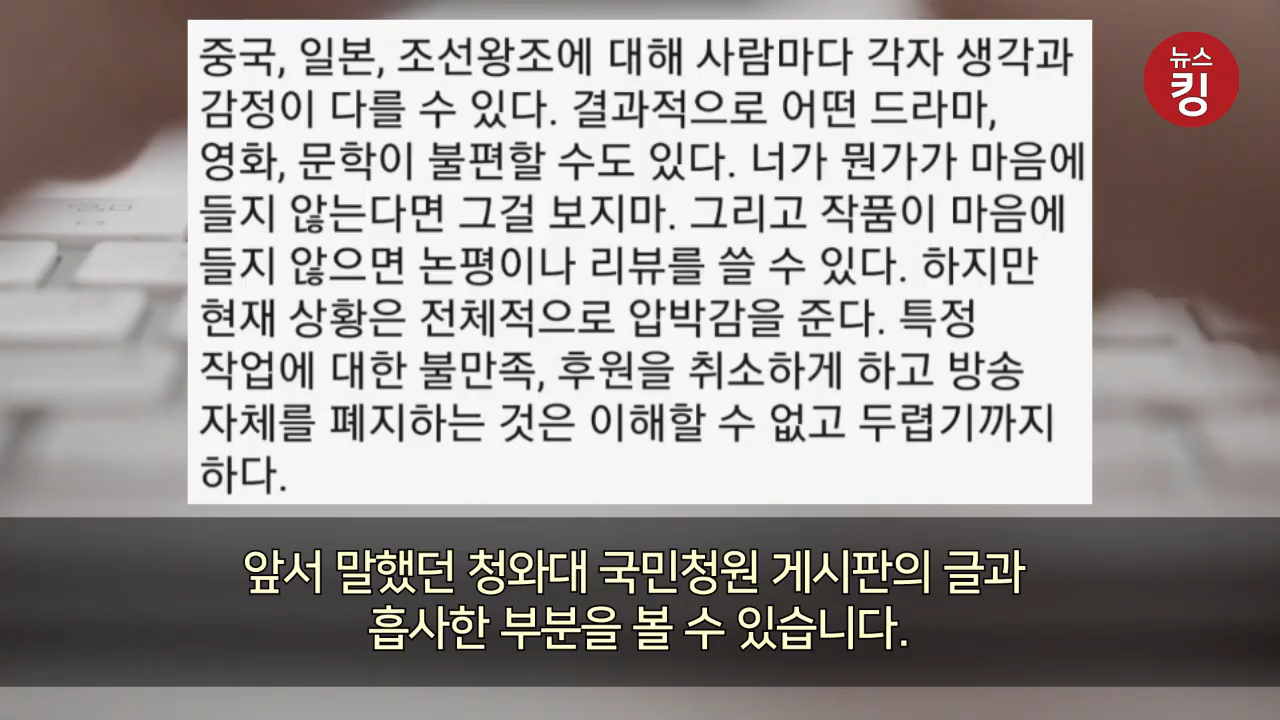 중국, 일본, 조선왕조에 대해 사람마다 각자 생각과
감정이 다를 수 있다. 결과적으로 어떤 드라마,
영화, 문학이 불편할 수도 있다. 너가 뭔가가 마음에
들지 않는다면 그걸 보지마. 그리고 작품이 마음에
들지 않으면 논평이나 리뷰를 쓸 수 있다. 하지만
현재 상황은 전체적으로 압박감을 준다. 특정
작업에 대한 불만족, 후원을 취소하게 하고 방송
자체를 폐지하는 것은 이해할 수 없고 두렵기까지
하다.
뉴스
킹
앞서 말했던 청와대 국민청원 게시판의 글과
흡사한 부분을 볼 수 있습니다.